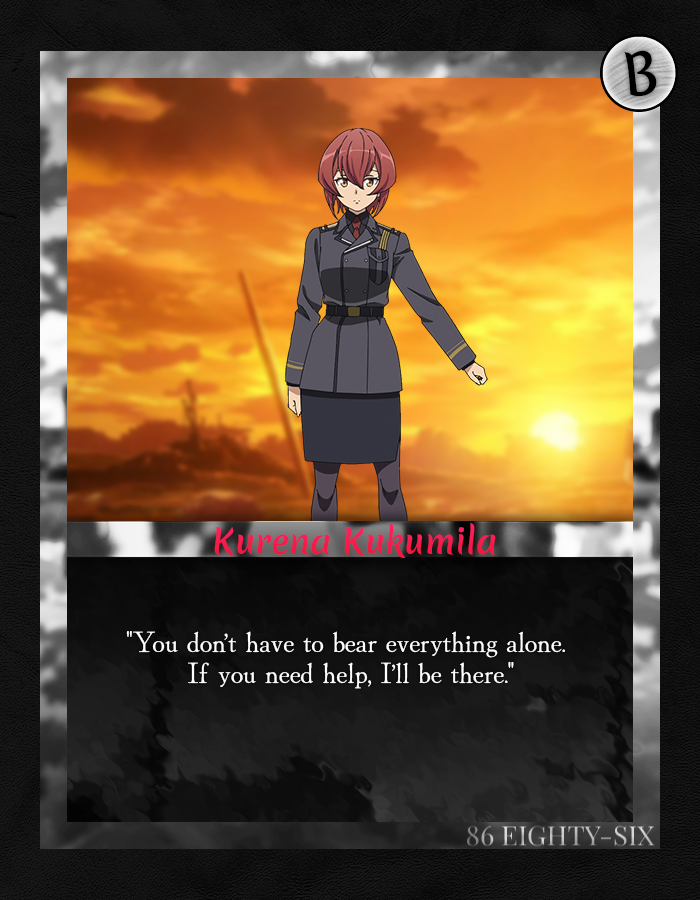 B
Kurena Kukumila
"You don't have to bear everything alone.
If you need help, I'll be there."
86 EIGHTY-SIX